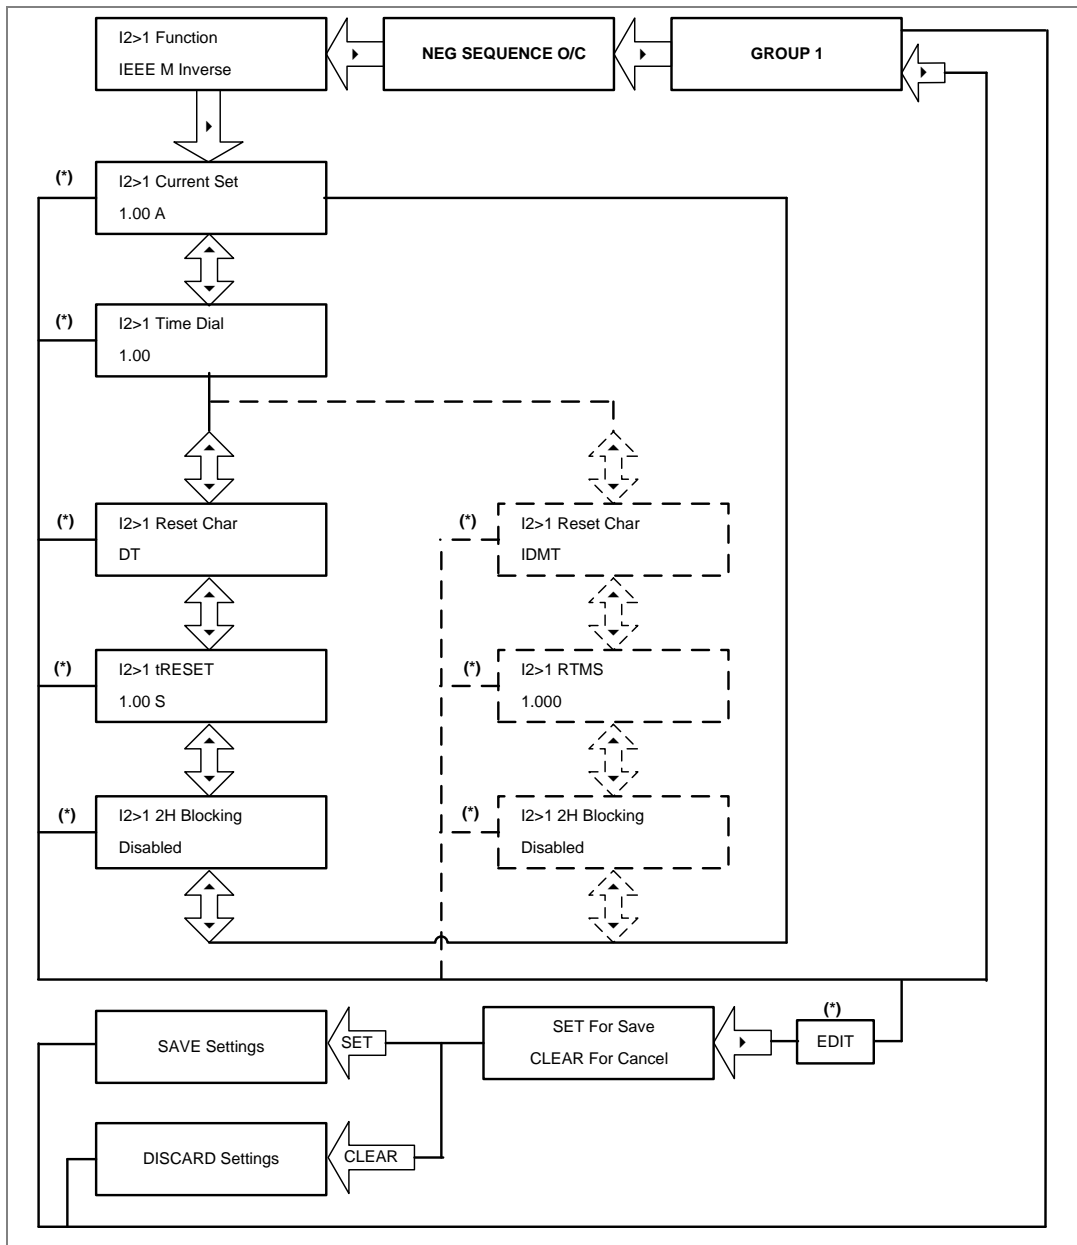 I2>1 Function
IEEE M Inverse
NEG SEQUENCE O/C
GROUP 1
(*)
I2>1 Current Set
1.00 A
(*)
I2>1 Time Dial
1.00
(*)
I2>1 Reset Char
DT
(*)
I2>1 Reset Char
IDMT
(*)
I2>1 tRESET
1.00 S
(*)
I2>1 RTMS
1.000
(*)
I2>1 2H Blocking
Disabled
(*)
I2>1 2H Blocking
Disabled
SAVE Settings
SET
SET For Save
CLEAR For Cancel
(*)
EDIT
DISCARD Settings
CLEAR